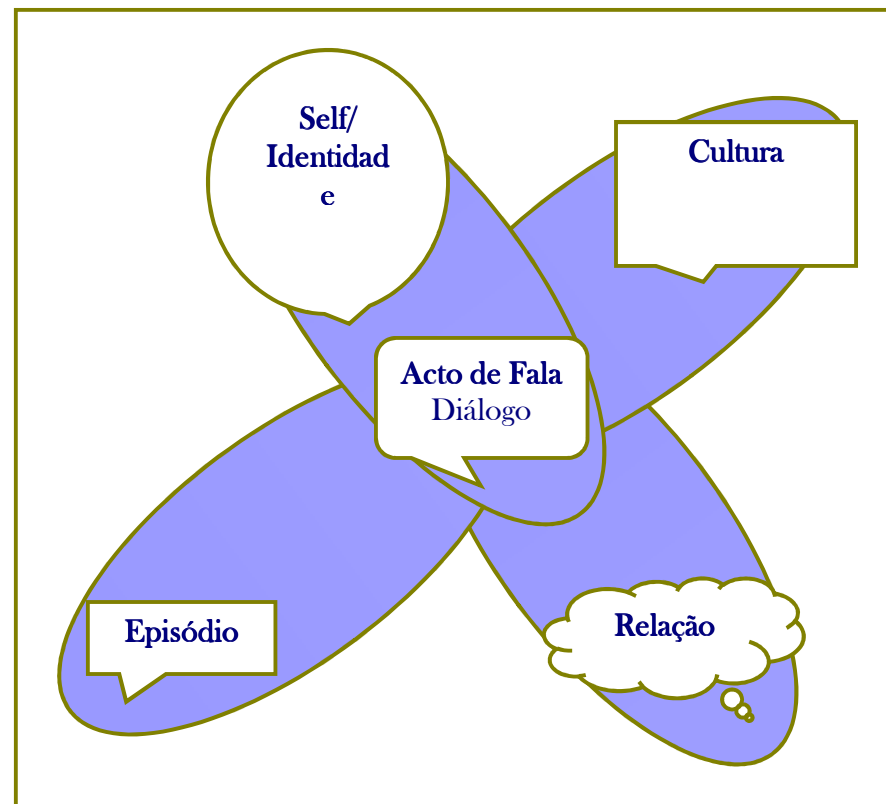 Self/
Identidad
e
Cultura
Acto de Fala
Diálogo
Episódio
Relação